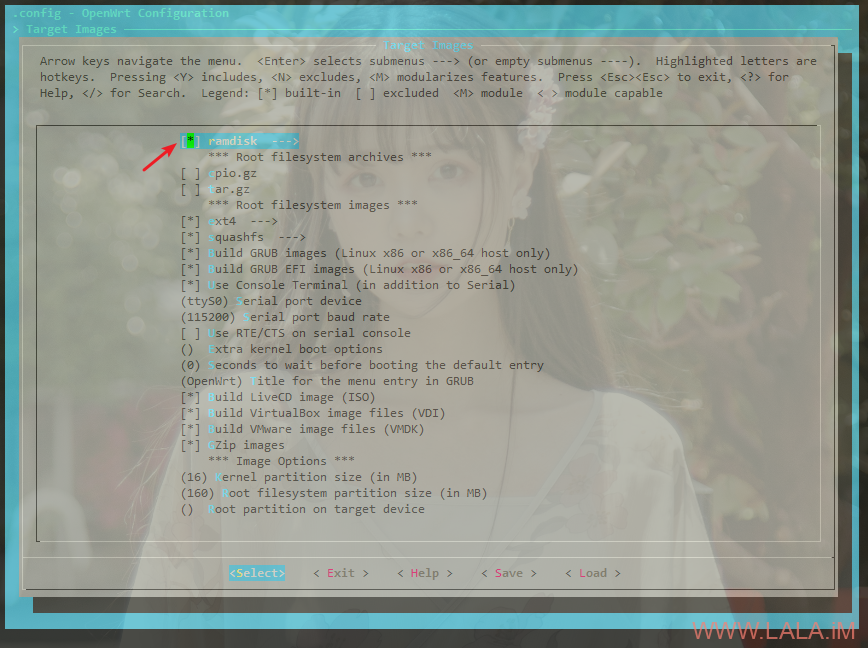 .config - OpenWrt Configuration
> Target Images
Target Images
Arrow keys navigate the menu.  <Enter> selects submenus ---> (or empty submenus ----).  Highlighted letters are
hotkeys.  Pressing <Y> includes, <N> excludes, <M> modularizes features.  Press <Esc><Esc> to exit, <?> for
Help, </> for Search.  Legend: [*] built-in  [ ] excluded  <M> module  < > module capable
[*] ramdisk  --->
*** Root filesystem archives ***
[ ] cpio.gz
[ ] tar.gz
*** Root filesystem images ***
[*] ext4  --->
[*] squashfs  --->
[*] Build GRUB images (Linux x86 or x86_64 host only)
[*] Build GRUB EFI images (Linux x86 or x86_64 host only)
[*] Use Console Terminal (in addition to Serial)
(ttyS0) Serial port device
(115200) Serial port baud rate
[ ] Use RTE/CTS on serial console
()  Extra kernel boot options
(0) Seconds to wait before booting the default entry
(OpenWrt) Title for the menu entry in GRUB
[*] Build LiveCD image (ISO)
[*] Build VirtualBox image files (VDI)
[*] Build VMware image files (VMDK)
[*] GZip images
*** Image Options ***
(16) Kernel partition size (in MB)
(160) Root filesystem partition size (in MB)
()  Root partition on target device
<Select>    < Exit >    < Help >    < Save >    < Load >
WWW.LALA.iM